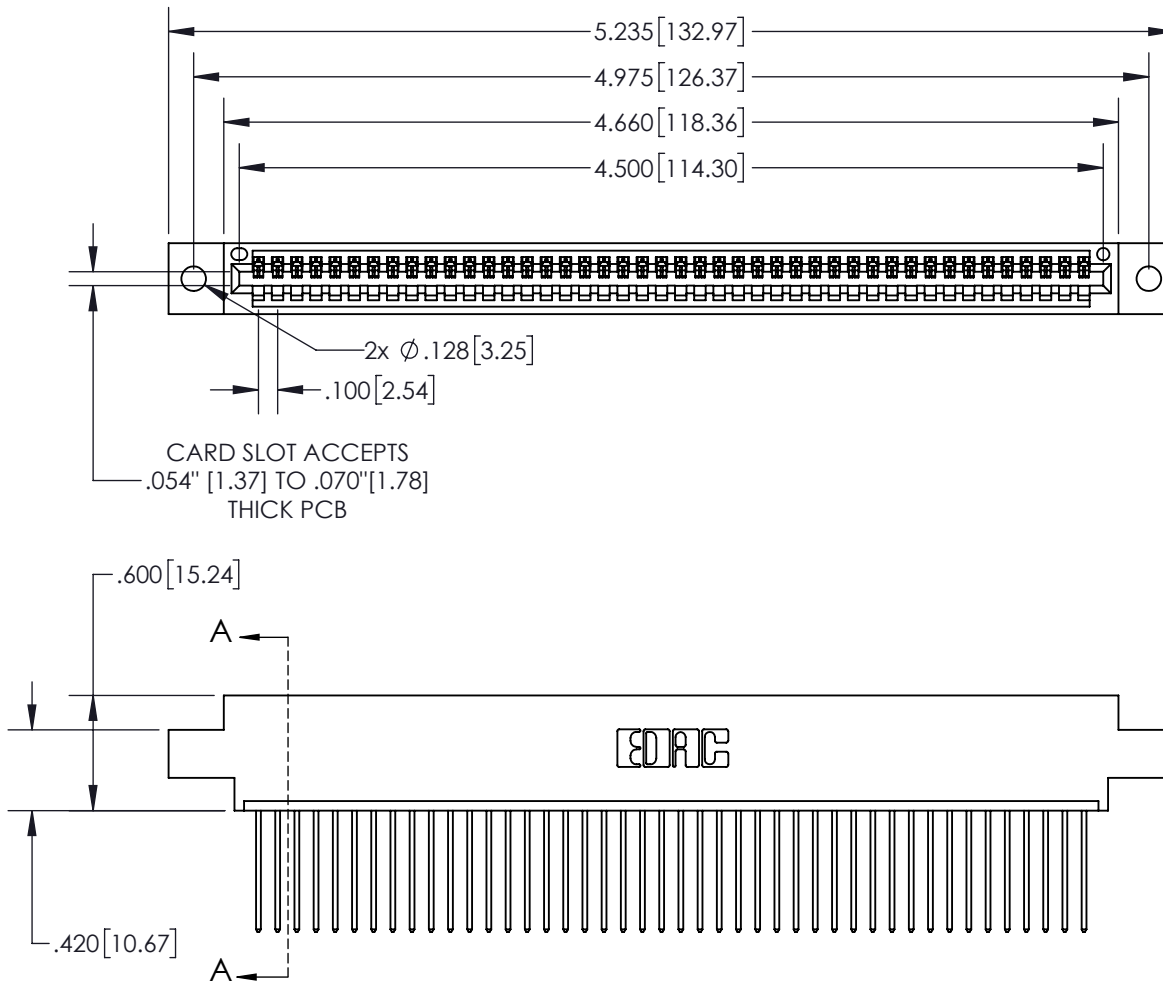 5.235[132.97]
4.975[126.37]
4.660[118.36]
4.500[114.30]
2x Ø.128[3.25]
.100[2.54]
CARD SLOT ACCEPTS
.054" [1.37] TO .070"[1.78]
THICK PCB
.600[15.24]
A
EDAC
.420[10.67]
A